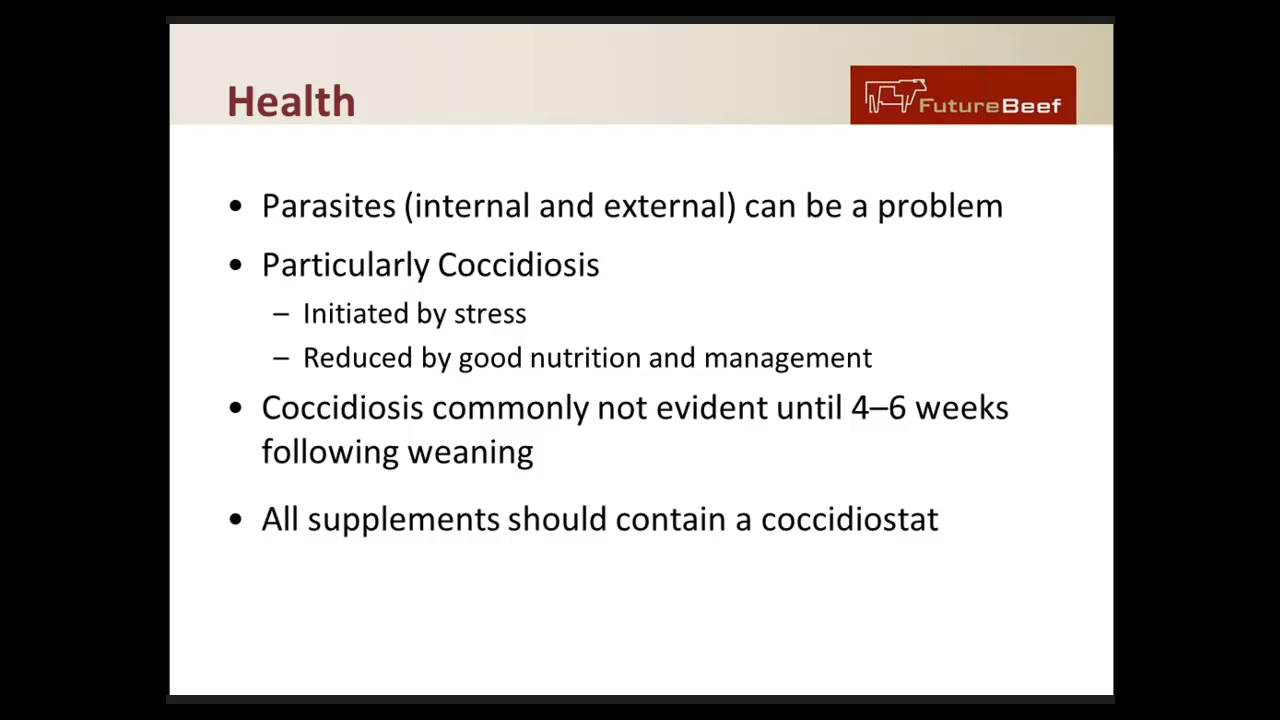 Health
FutureBeef
• Parasites (internal and external) can be a problem
• Particularly Coccidiosis
– Initiated by stress
– Reduced by good nutrition and management
• Coccidiosis commonly not evident until 4–6 weeks
following weaning
• All supplements should contain a coccidiostat